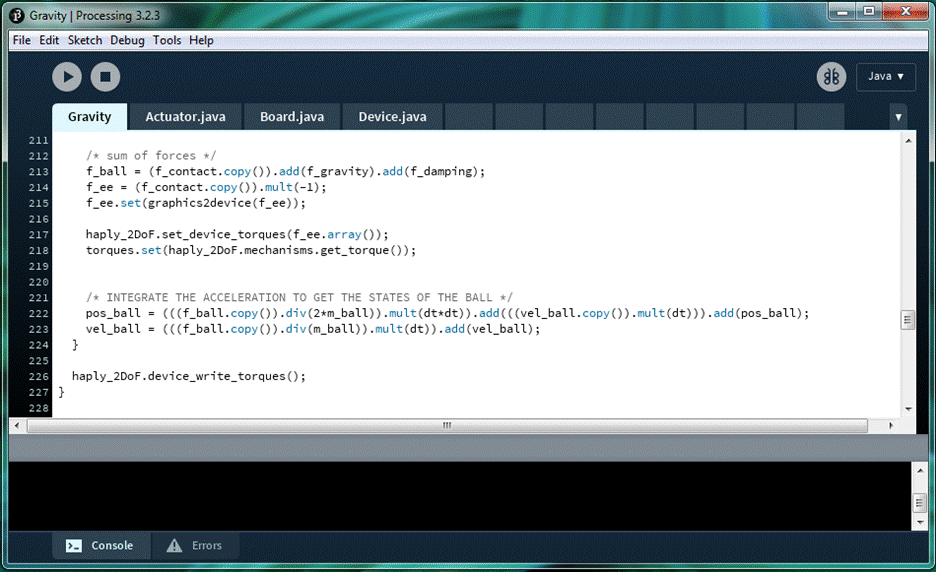 Gravity | Processing 3.2.3
File Edit Sketch Debug Tools Help
Java ▼
Gravity Actuator.java Board.java Device.java ▼
211
212 /* sum of forces */
213 f_ball = (f_contact.copy()).add(f_gravity).add(f_damping);
214 f_ee = (f_contact.copy()).mult(-1);
215 f_ee.set(graphics2device(f_ee));
216
217 haply_2DoF.set_device_torques(f_ee.array());
218 torques.set(haply_2DoF.mechanisms.get_torque());
219
220
221 /* INTEGRATE THE ACCELERATION TO GET THE STATES OF THE BALL */
222 pos_ball = (((f_ball.copy()).div(2*m_ball)).mult(dt*dt)).add(((vel_ball.copy()).mult(dt))).add(pos_ball);
223 vel_ball = (((f_ball.copy()).div(m_ball)).mult(dt)).add(vel_ball);
224 }
225
226 haply_2DoF.device_write_torques();
227 }
228
Console Errors